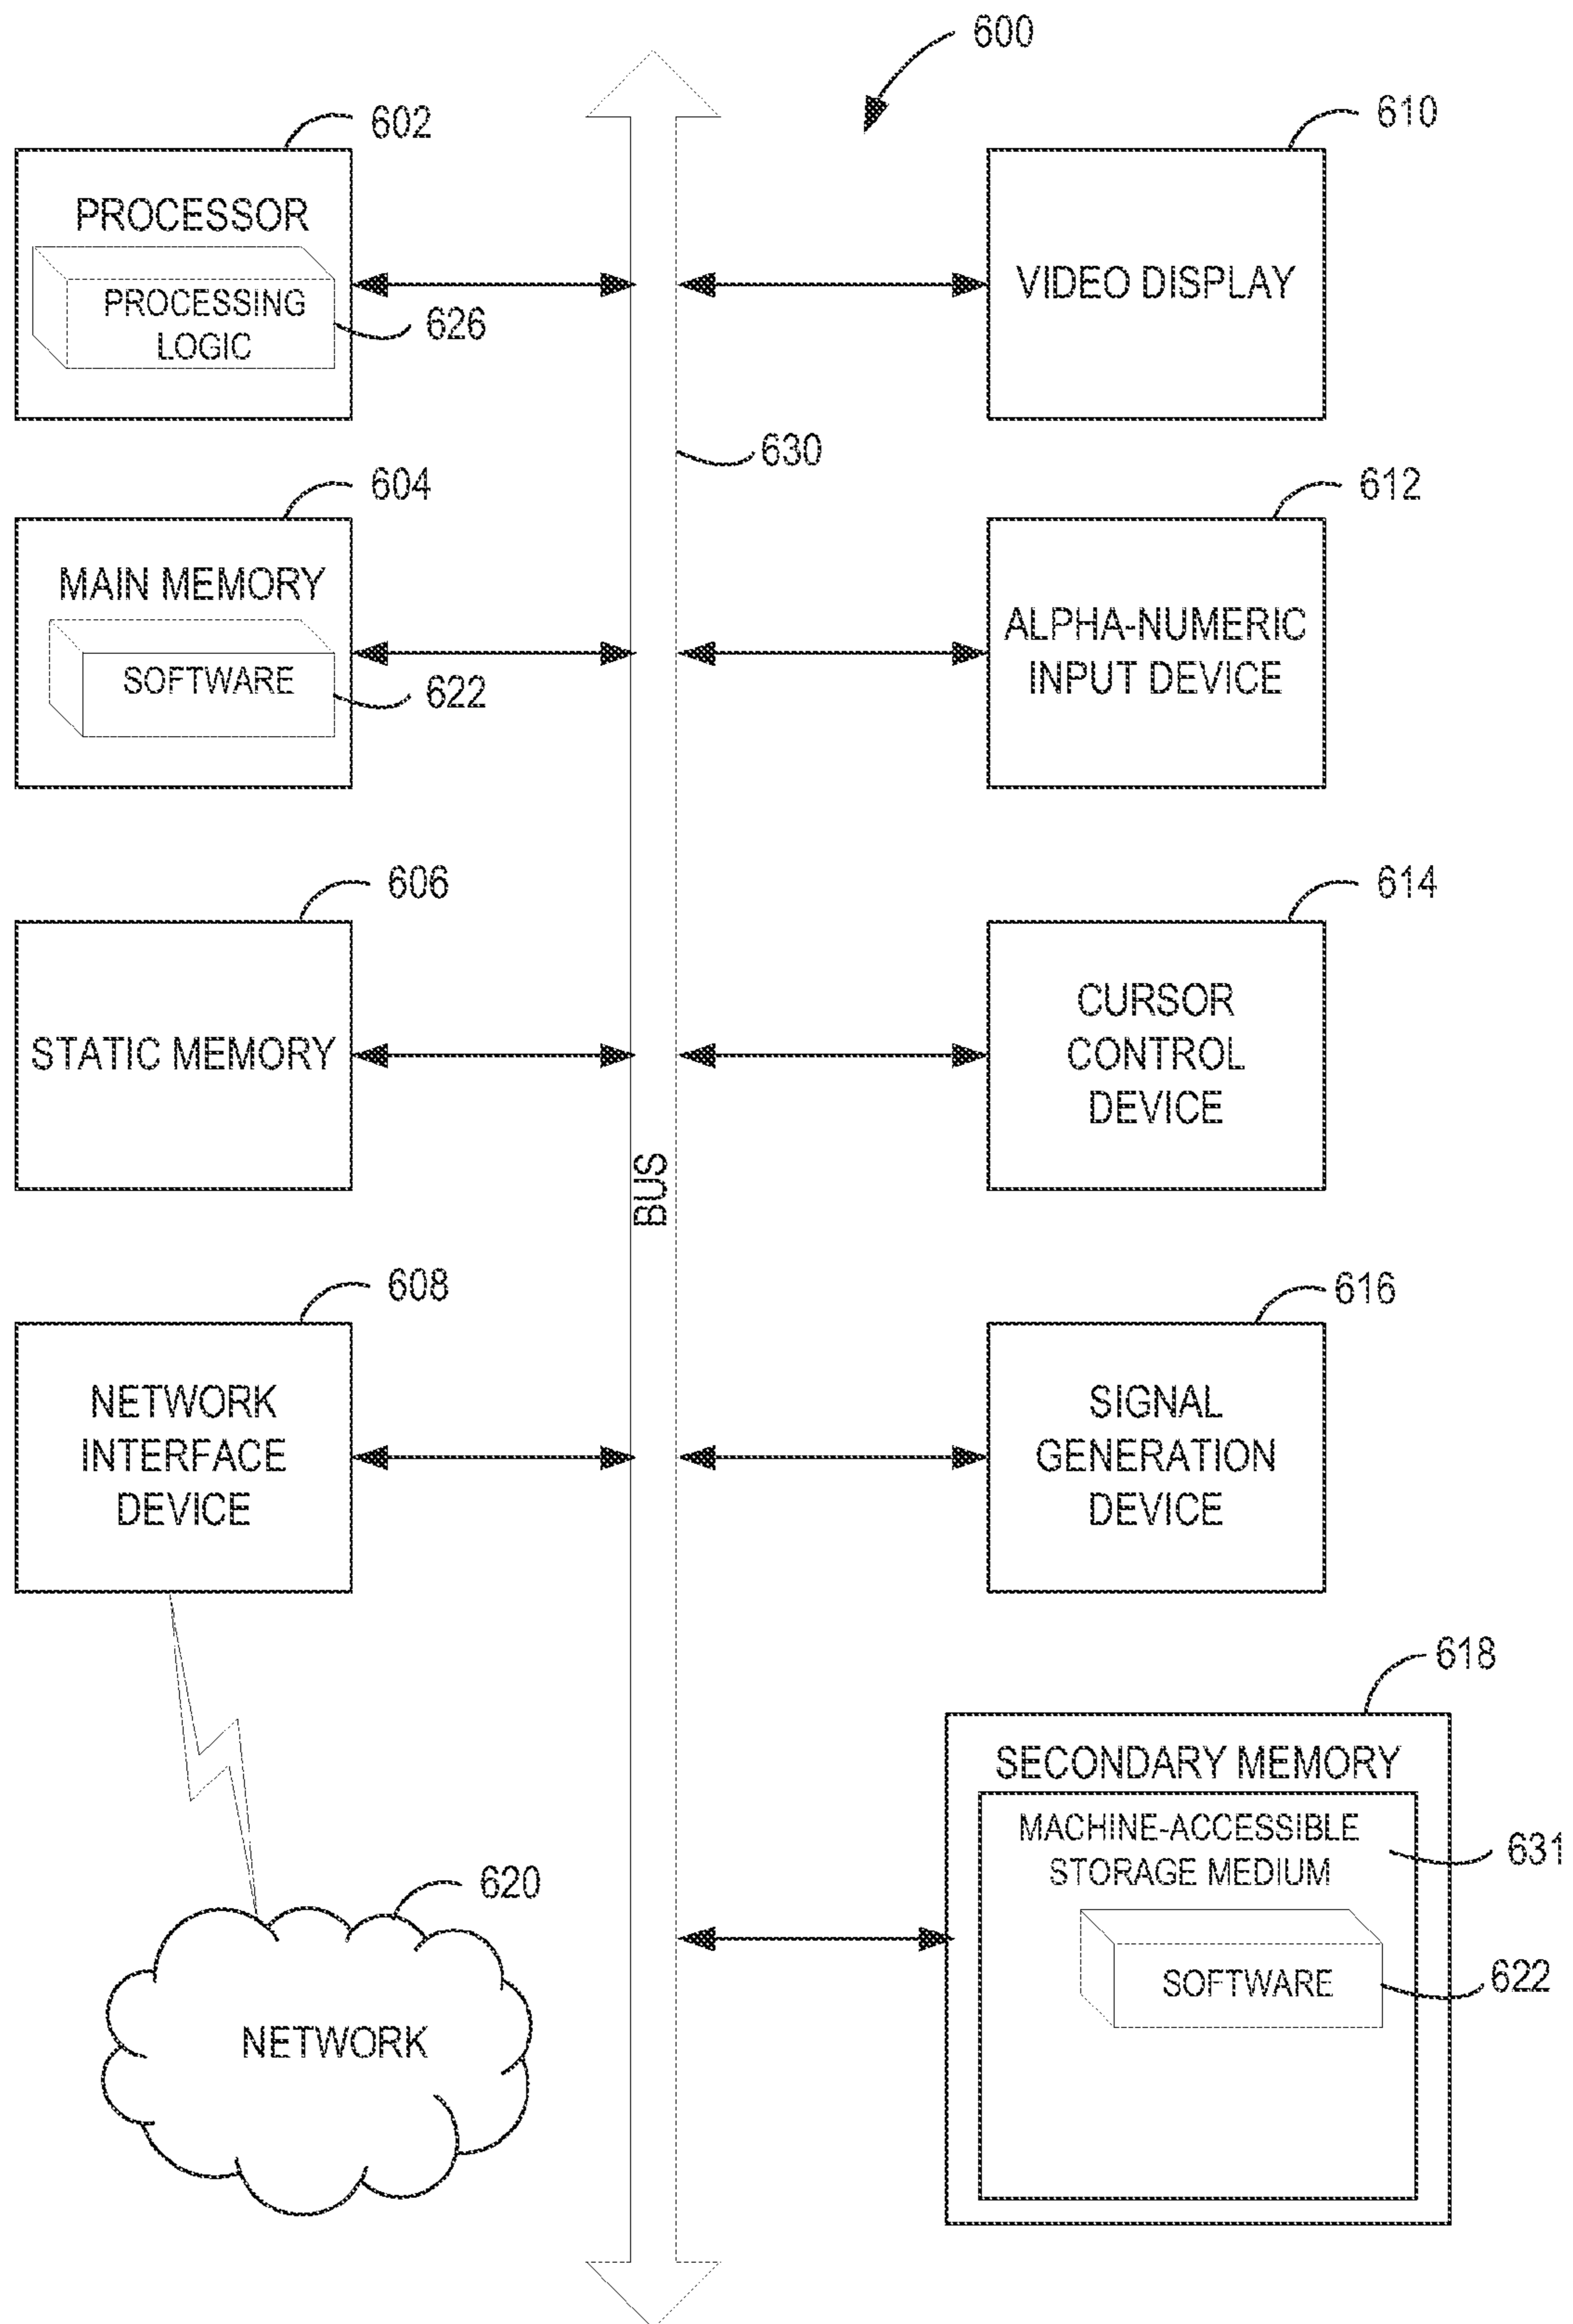 600
602
PROCESSOR
PROCESSING
LOGIC
626
610
VIDEO DISPLAY
630
604
MAIN MEMORY
SOFTWARE
622
612
ALPHA-NUMERIC
INPUT DEVICE
606
STATIC MEMORY
614
CURSOR
CONTROL
DEVICE
BUS
608
NETWORK
INTERFACE
DEVICE
616
SIGNAL
GENERATION
DEVICE
618
SECONDARY MEMORY
MACHINE-ACCESSIBLE
STORAGE MEDIUM
631
SOFTWARE
622
620
NETWORK